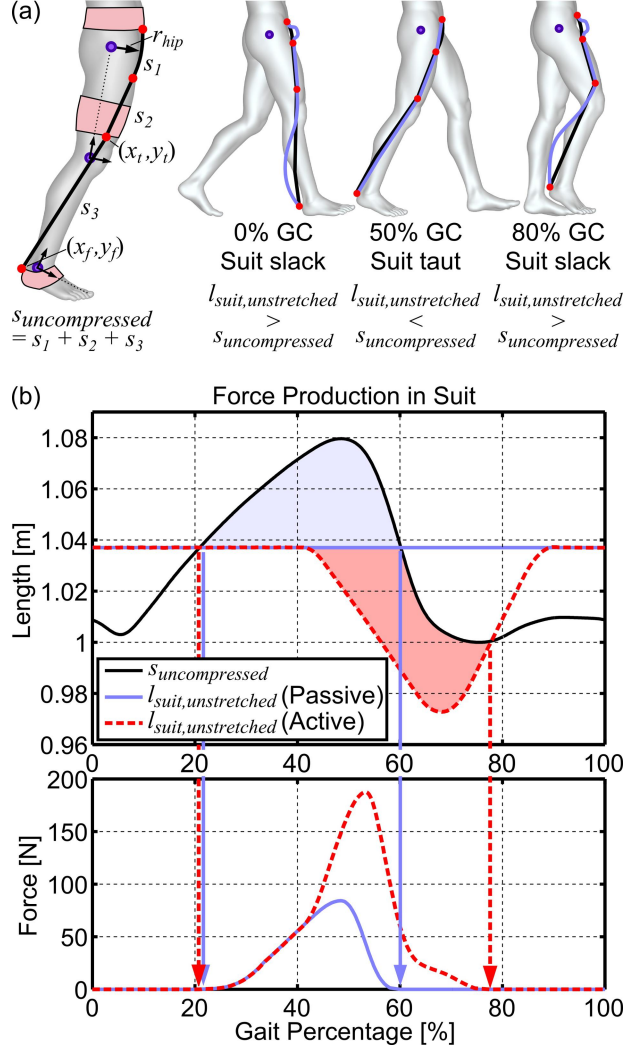 (a)
r_hip
s_1
s_2
(x_t,y_t)
s_3
(x_f,y_f)
s_uncompressed
= s_1 + s_2 + s_3
0% GC
Suit slack
l_suit,unstretched
>
s_uncompressed
50% GC
Suit taut
l_suit,unstretched
<
s_uncompressed
80% GC
Suit slack
l_suit,unstretched
>
s_uncompressed
(b)
Force Production in Suit
Length [m]
1.08
1.06
1.04
1.02
1
0.98
0.96
s_uncompressed
l_suit,unstretched (Passive)
l_suit,unstretched (Active)
0 20 40 60 80 100
Force [N]
200
150
100
50
0
0 20 40 60 80 100
Gait Percentage [%]